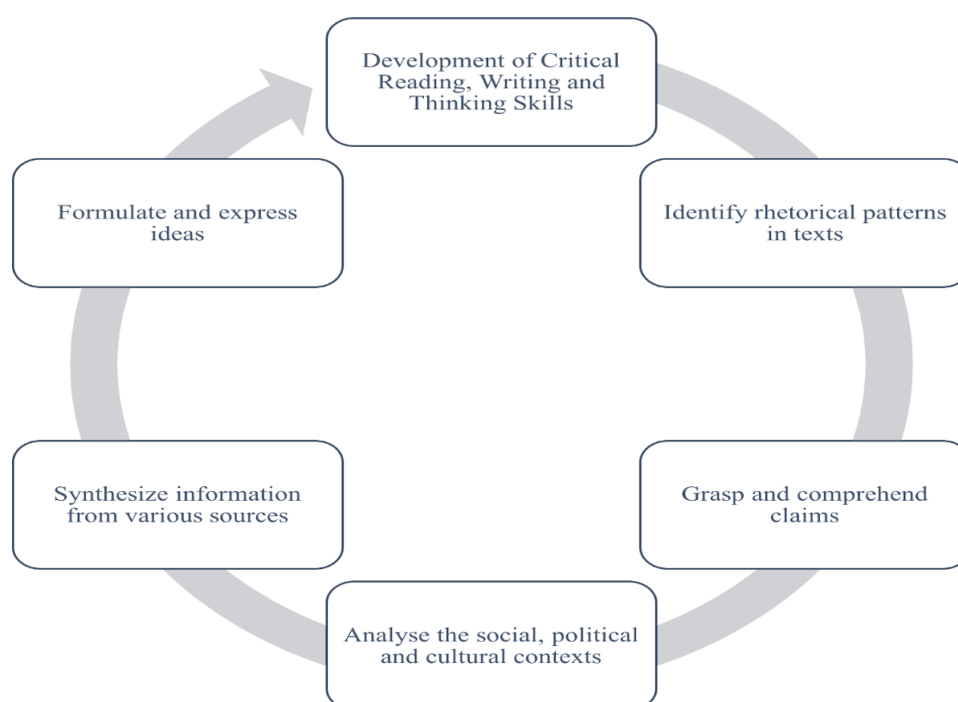 Development of Critical
Reading, Writing and
Thinking Skills
Identify rhetorical patterns
in texts
Grasp and comprehend
claims
Analyse the social, political
and cultural contexts
Synthesize information
from various sources
Formulate and express
ideas